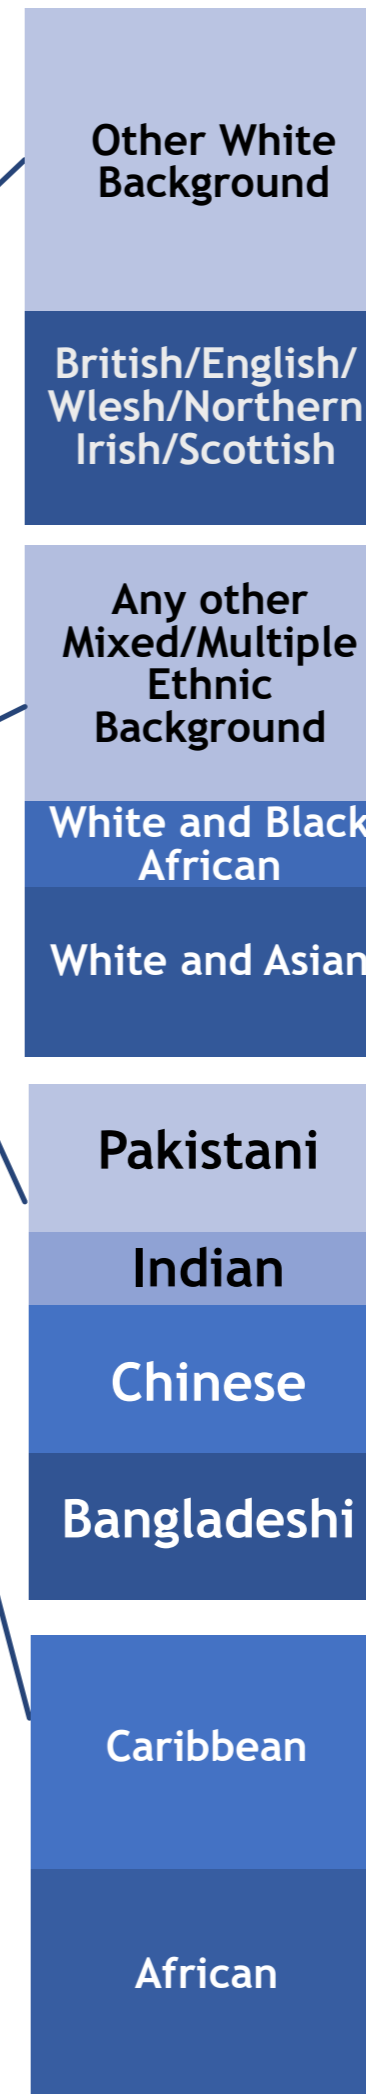 Other White
Background
British/English/
Wlesh/Northern
Irish/Scottish
Any other
Mixed/Multiple
Ethnic
Background
White and Black
African
White and Asian
Pakistani
Indian
Chinese
Bangladeshi
Caribbean
African